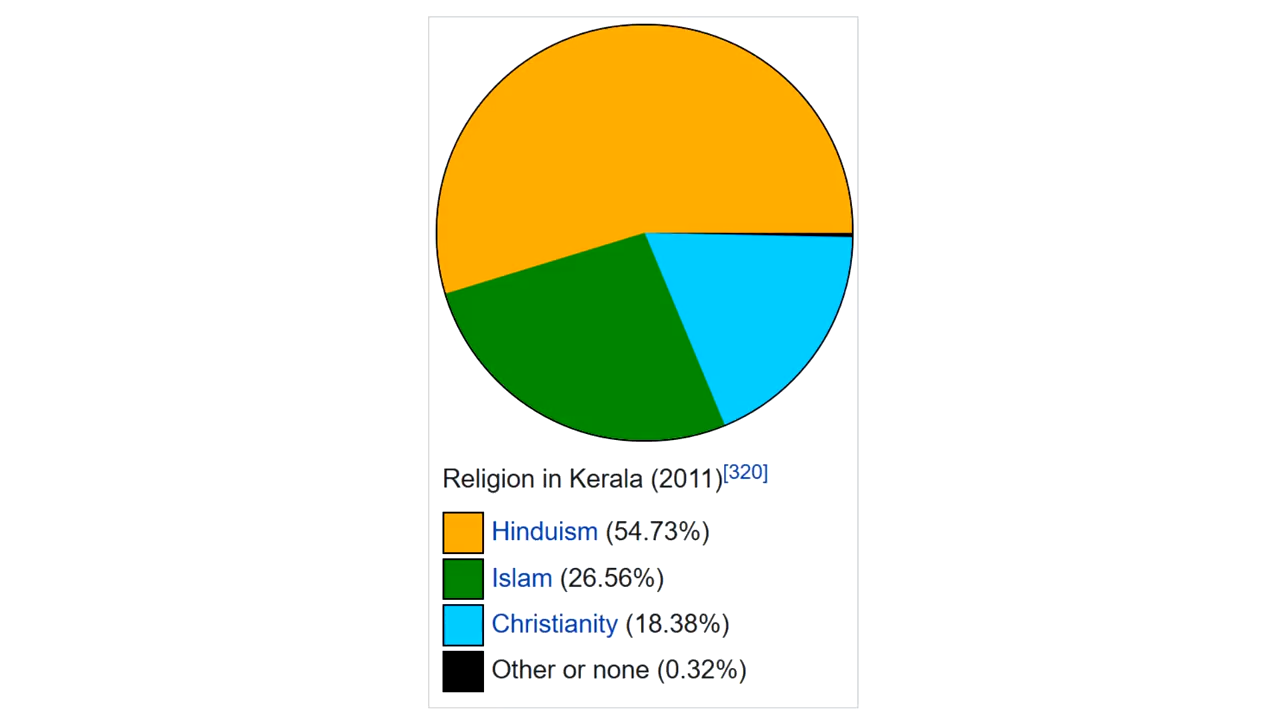 Religion in Kerala (2011)[320]
Hinduism (54.73%)
Islam (26.56%)
Christianity (18.38%)
Other or none (0.32%)